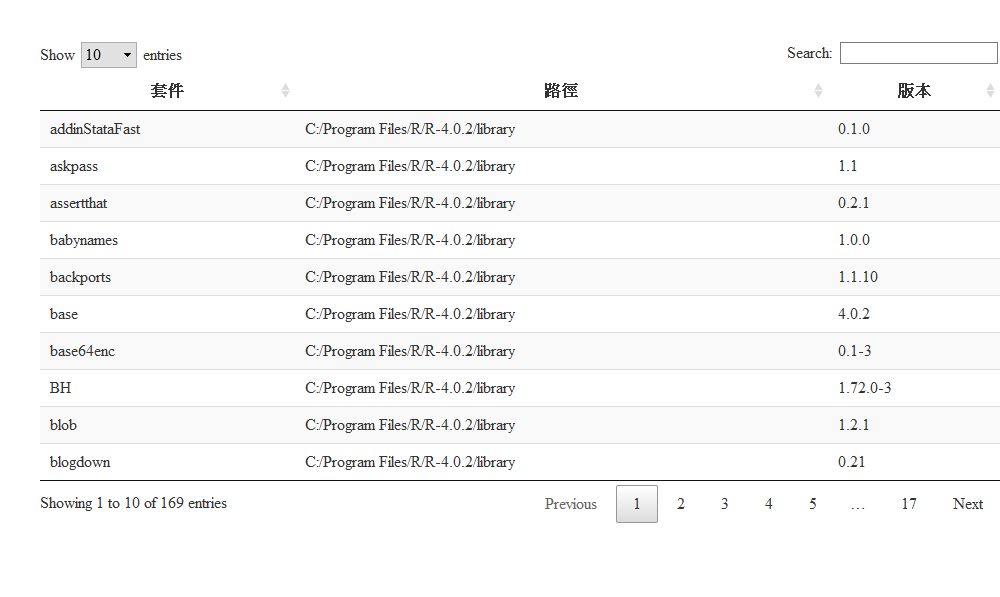 Show 10 entries Search:
套件 路徑 版本
addinStataFast C:/Program Files/R/R-4.0.2/library 0.1.0
askpass C:/Program Files/R/R-4.0.2/library 1.1
assertthat C:/Program Files/R/R-4.0.2/library 0.2.1
babynames C:/Program Files/R/R-4.0.2/library 1.0.0
backports C:/Program Files/R/R-4.0.2/library 1.1.10
base C:/Program Files/R/R-4.0.2/library 4.0.2
base64enc C:/Program Files/R/R-4.0.2/library 0.1-3
BH C:/Program Files/R/R-4.0.2/library 1.72.0-3
blob C:/Program Files/R/R-4.0.2/library 1.2.1
blogdown C:/Program Files/R/R-4.0.2/library 0.21
Showing 1 to 10 of 169 entries Previous 1 2 3 4 5 … 17 Next